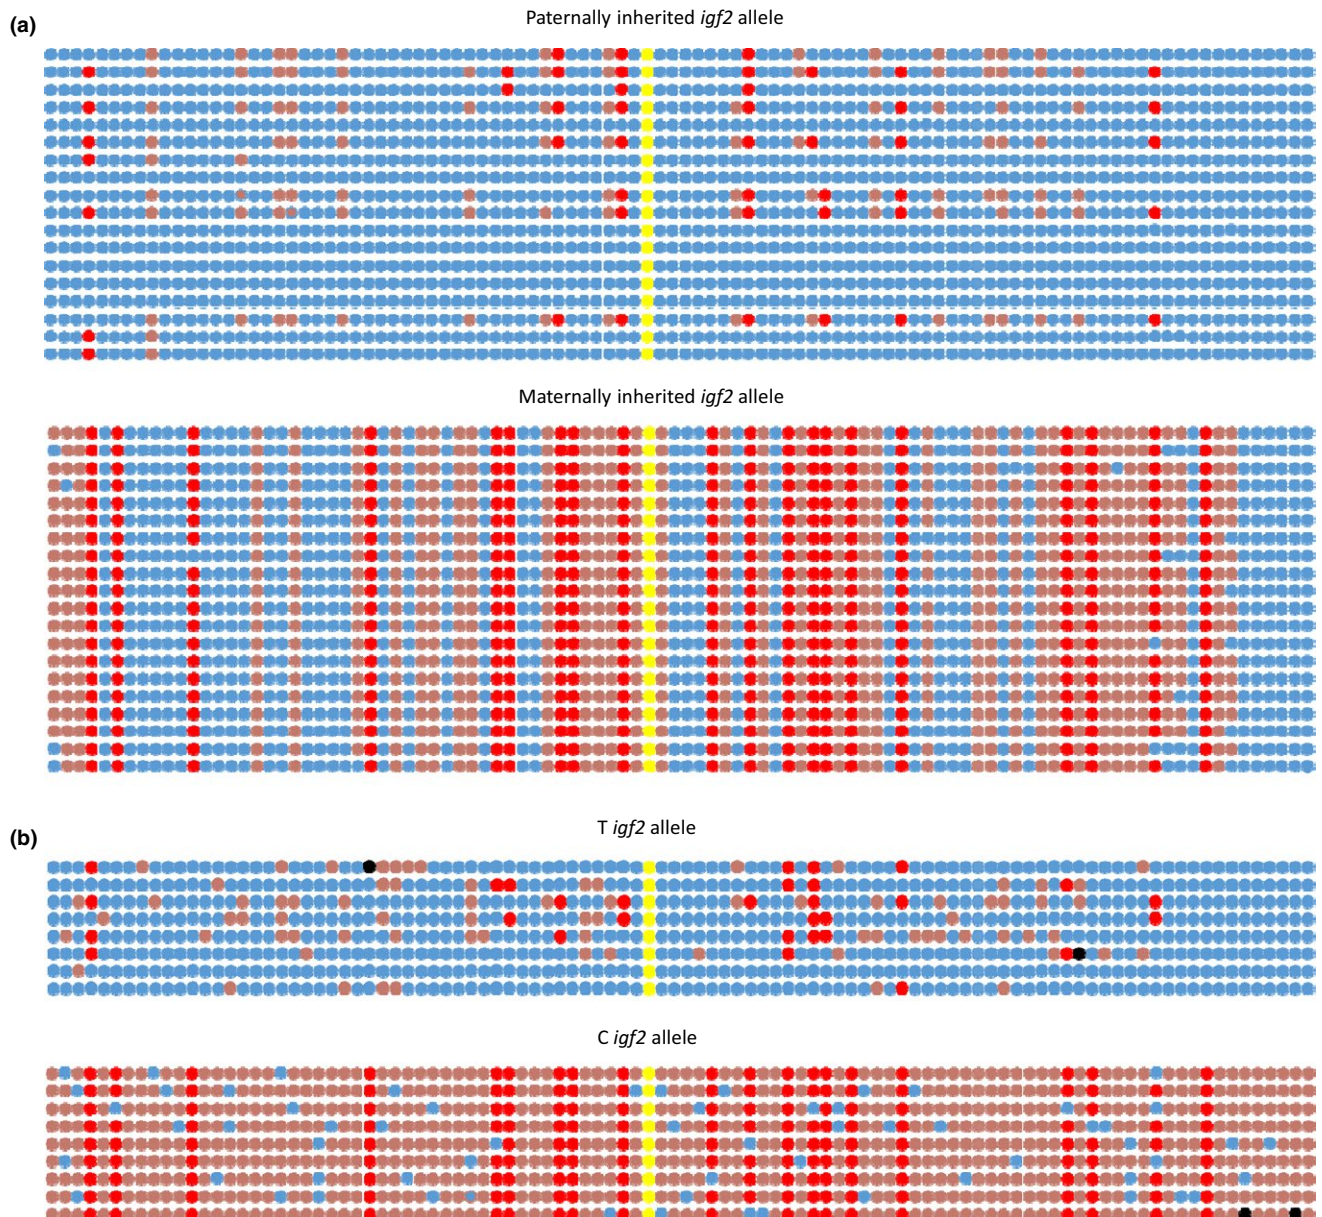 (a)
Paternally inherited igf2 allele
Maternally inherited igf2 allele
(b)
T igf2 allele
C igf2 allele